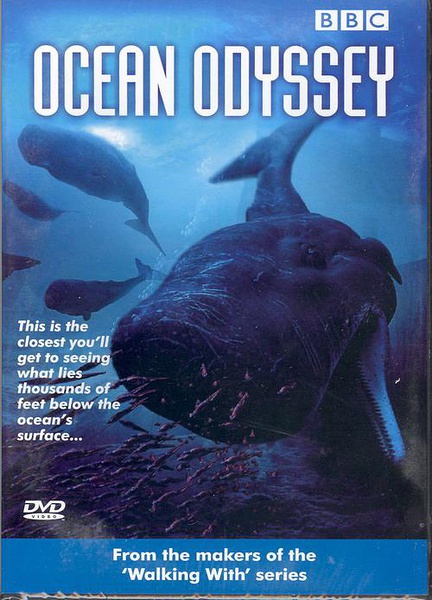 BBC
OCEAN ODYSSEY
This is the
closest you'll
get to seeing
what lies
thousands of
feet below the
ocean's
surface...
DVD
VIDEO
From the makers of the
'Walking With' series